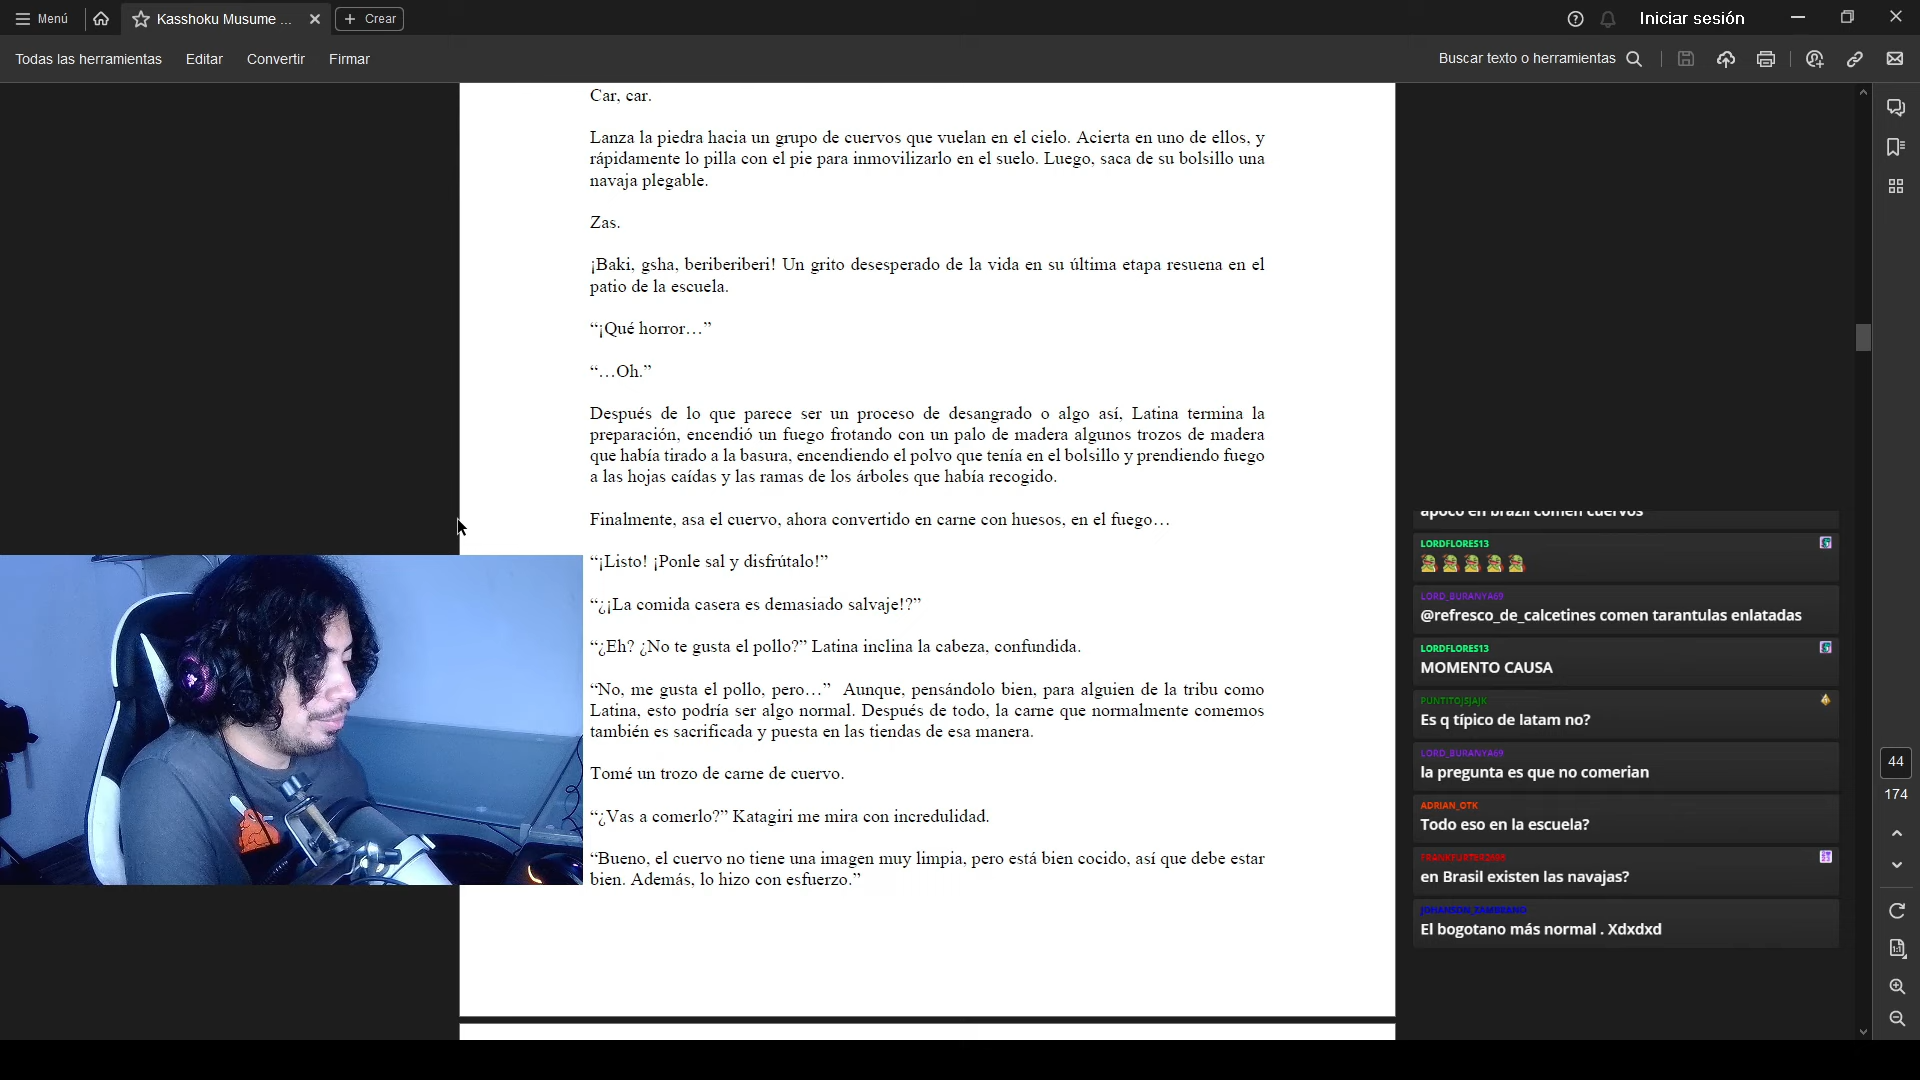 Menú
Kasshoku Musume ...
Crear
Iniciar sesión
Todas las herramientas
Editar
Convertir
Firmar
Buscar texto o herramientas
Car, car.
Lanza la piedra hacia un grupo de cuervos que vuelan en el cielo. Acierta en uno de ellos, y
rápidamente lo pilla con el pie para inmovilizarlo en el suelo. Luego, saca de su bolsillo una
navaja plegable.
Zas.
¡Baki, gsha, beriberiberi! Un grito desesperado de la vida en su última etapa resuena en el
patio de la escuela.
“¡Qué horror…”
“…Oh.”
Después de lo que parece ser un proceso de desangrado o algo así, Latina termina la
preparación, encendió un fuego frotando con un palo de madera algunos trozos de madera
que había tirado a la basura, encendiendo el polvo que tenía en el bolsillo y prendiendo fuego
a las hojas caídas y las ramas de los árboles que había recogido.
Finalmente, asa el cuervo, ahora convertido en carne con huesos, en el fuego…
“¡Listo! ¡Ponle sal y disfrútalo!”
“¿¡La comida casera es demasiado salvaje!?”
“¿Eh? ¿No te gusta el pollo?” Latina inclina la cabeza, confundida.
“No, me gusta el pollo, pero…” Aunque, pensándolo bien, para alguien de la tribu como
Latina, esto podría ser algo normal. Después de todo, la carne que normalmente comemos
también es sacrificada y puesta en las tiendas de esa manera.
Tomé un trozo de carne de cuervo.
“¿Vas a comerlo?” Katagiri me mira con incredulidad.
“Bueno, el cuervo no tiene una imagen muy limpia, pero está bien cocido, así que debe estar
bien. Además, lo hizo con esfuerzo.”
apoco en brazil comen cuervos
LORDFLORES13
LORD_BURANYA69
@refresco_de_calcetines comen tarantulas enlatadas
LORDFLORES13
MOMENTO CAUSA
PUNTITOJSJAJK
Es q típico de latam no?
LORD_BURANYA69
la pregunta es que no comerian
ADRIAN_OTK
Todo eso en la escuela?
en Brasil existen las navajas?
JOHANSON_ZAMBRANO
El bogotano más normal . Xdxdxd
44
174